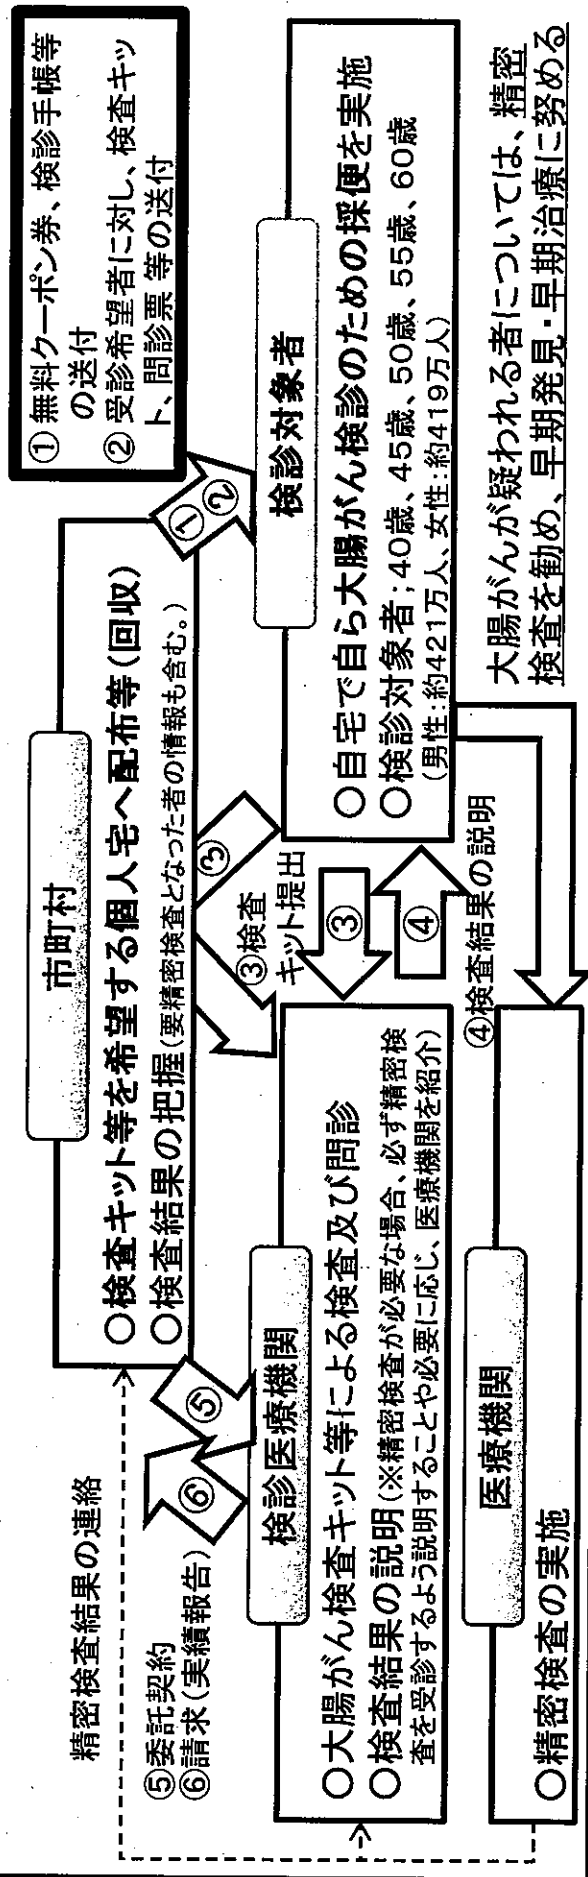 市町村
○検査キット等を希望する個人宅へ配布等(回収)
○検査結果の把握(要精密検査となった者の情報も含む。)
① 無料クーポン券、検診手帳等
の送付
② 受診希望者に対し、検査キッ
ト、問診票 等の送付
①
②
精密検査結果の連絡
⑤委託契約
⑥請求(実績報告)
⑥
⑤
③
③検査
キット提出
検診医療機関
○大腸がん検査キット等による検査及び問診
○検査結果の説明(※精密検査が必要な場合、必ず精密検
査を受診するよう説明することや必要に応じ、医療機関を紹介)
③
④
④検査結果の説明
検診対象者
○自宅で自ら大腸がん検診のための採便を実施
○検診対象者;40歳、45歳、50歳、55歳、60歳
(男性:約421万人、女性:約419万人)
医療機関
○精密検査の実施
大腸がんが疑われる者については、精密
検査を勧め、早期発見・早期治療に努める